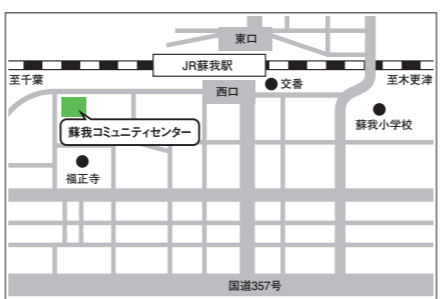 東口
JR蘇我駅
至千葉
至木更津
西口
交番
蘇我コミュニティセンター
蘇我小学校
福正寺
国道357号